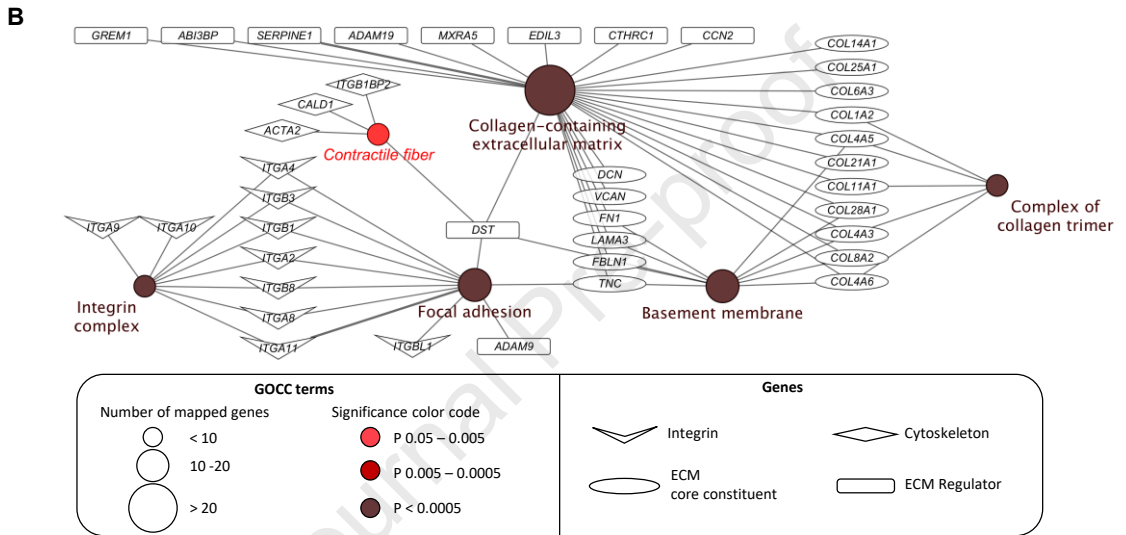 B
GREM1 ABI3BP SERPINE1 ADAM19 MXRA5 EDIL3 CTHRC1 CCN2
COL14A1
COL25A1
ITGB1BP2
COL6A3
CALD1
COL1A2
Collagen-containing
extracellular matrix
ACTA2
COL4A5
Contractile fiber
COL21A1
ITGA4
DCN
COL11A1
ITGB3
VCAN
COL28A1
Complex of
collagen trimer
ITGA9 ITGA10
ITGB1
DST
FN1
COL4A3
LAMA3
ITGA2
FBLN1
COL8A2
ITGB8
TNC
COL4A6
Integrin
complex
Focal adhesion
Basement membrane
ITGA8
ITGA11
ITGBL1
ADAM9
GOCC terms
Number of mapped genes
< 10
10 -20
> 20
Significance color code
P 0.05 – 0.005
P 0.005 – 0.0005
P < 0.0005
Genes
Integrin
Cytoskeleton
ECM
core constituent
ECM Regulator
Journal Pre-proof